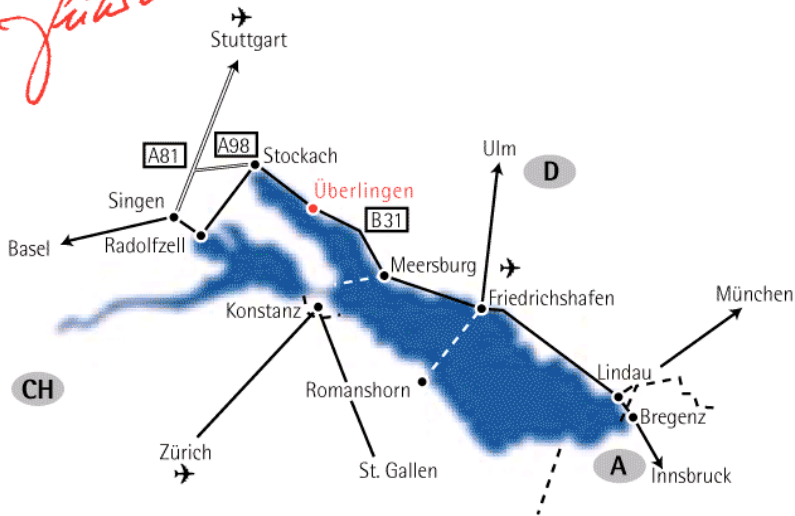 Stuttgart
A81
A98
Stockach
Ulm
D
Überlingen
Singen
B31
Basel
Radolfzell
Meersburg
Friedrichshafen
München
Konstanz
CH
Lindau
Romanshorn
Bregenz
Zürich
St. Gallen
A
Innsbruck